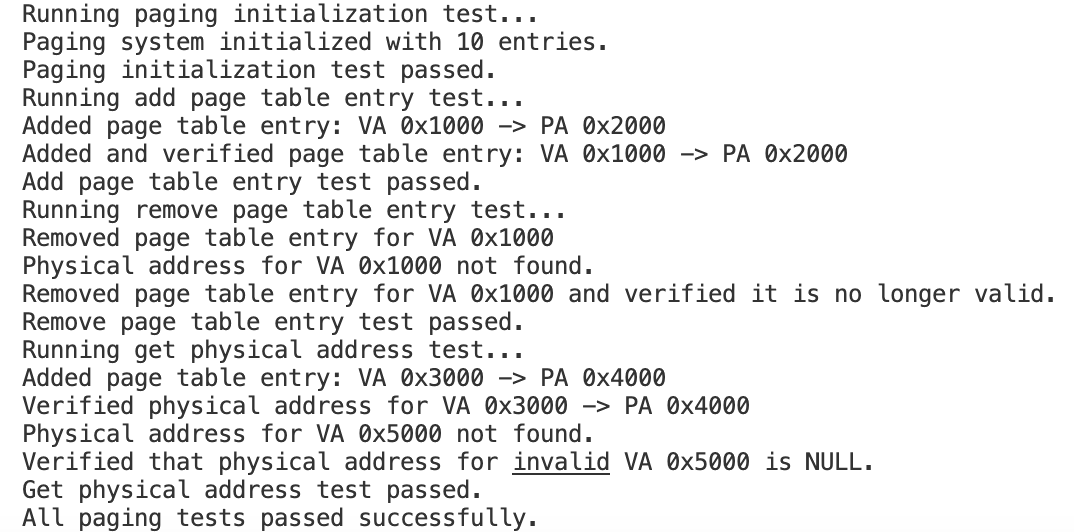 Running paging initialization test...
Paging system initialized with 10 entries.
Paging initialization test passed.
Running add page table entry test...
Added page table entry: VA 0x1000 -> PA 0x2000
Added and verified page table entry: VA 0x1000 -> PA 0x2000
Add page table entry test passed.
Running remove page table entry test...
Removed page table entry for VA 0x1000
Physical address for VA 0x1000 not found.
Removed page table entry for VA 0x1000 and verified it is no longer valid.
Remove page table entry test passed.
Running get physical address test...
Added page table entry: VA 0x3000 -> PA 0x4000
Verified physical address for VA 0x3000 -> PA 0x4000
Physical address for VA 0x5000 not found.
Verified that physical address for invalid VA 0x5000 is NULL.
Get physical address test passed.
All paging tests passed successfully.